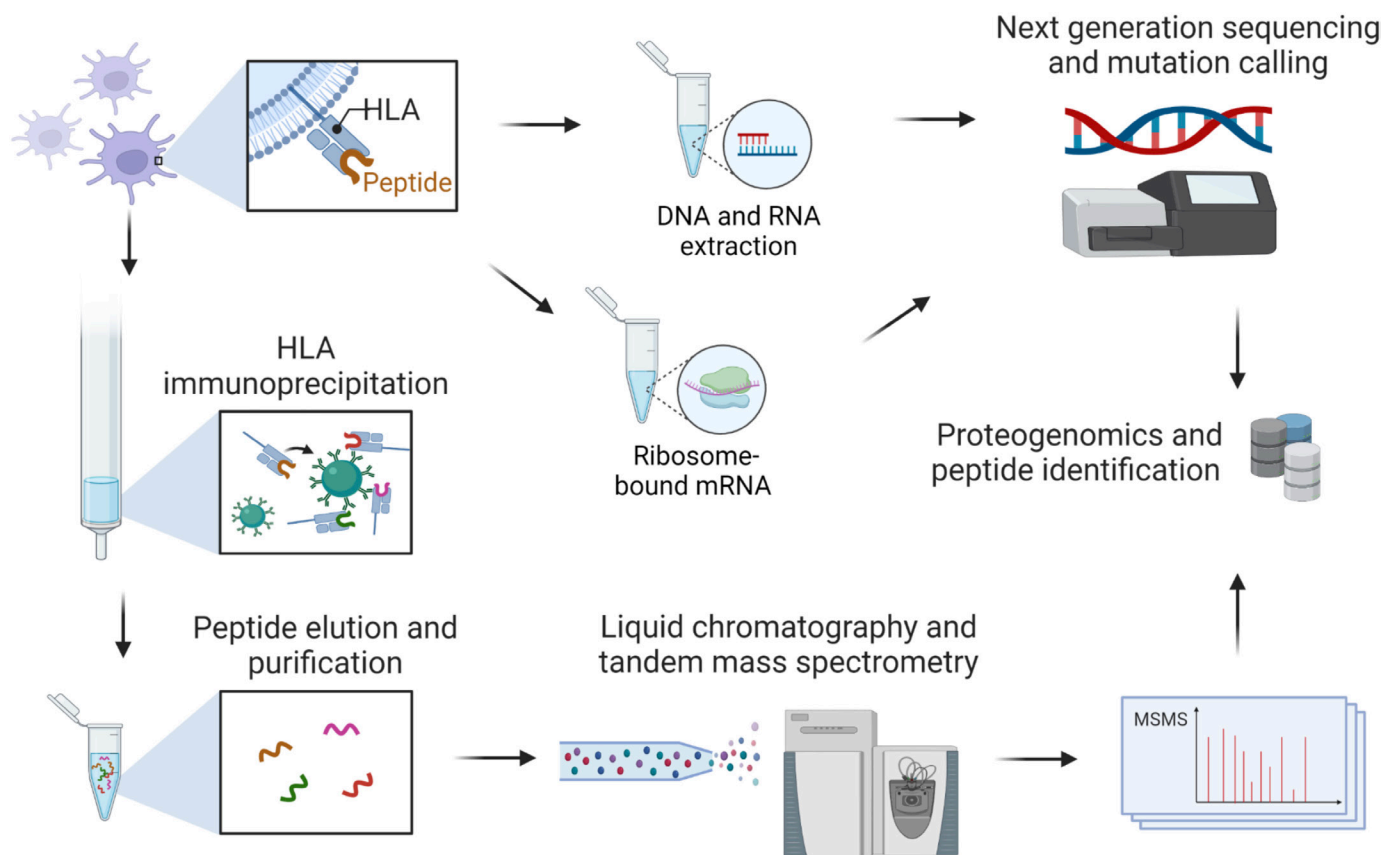 Next generation sequencing
and mutation calling
HLA
Peptide
DNA and RNA
extraction
HLA
immunoprecipitation
Ribosome-
bound mRNA
Proteogenomics and
peptide identification
Peptide elution and
purification
Liquid chromatography and
tandem mass spectrometry
MSMS